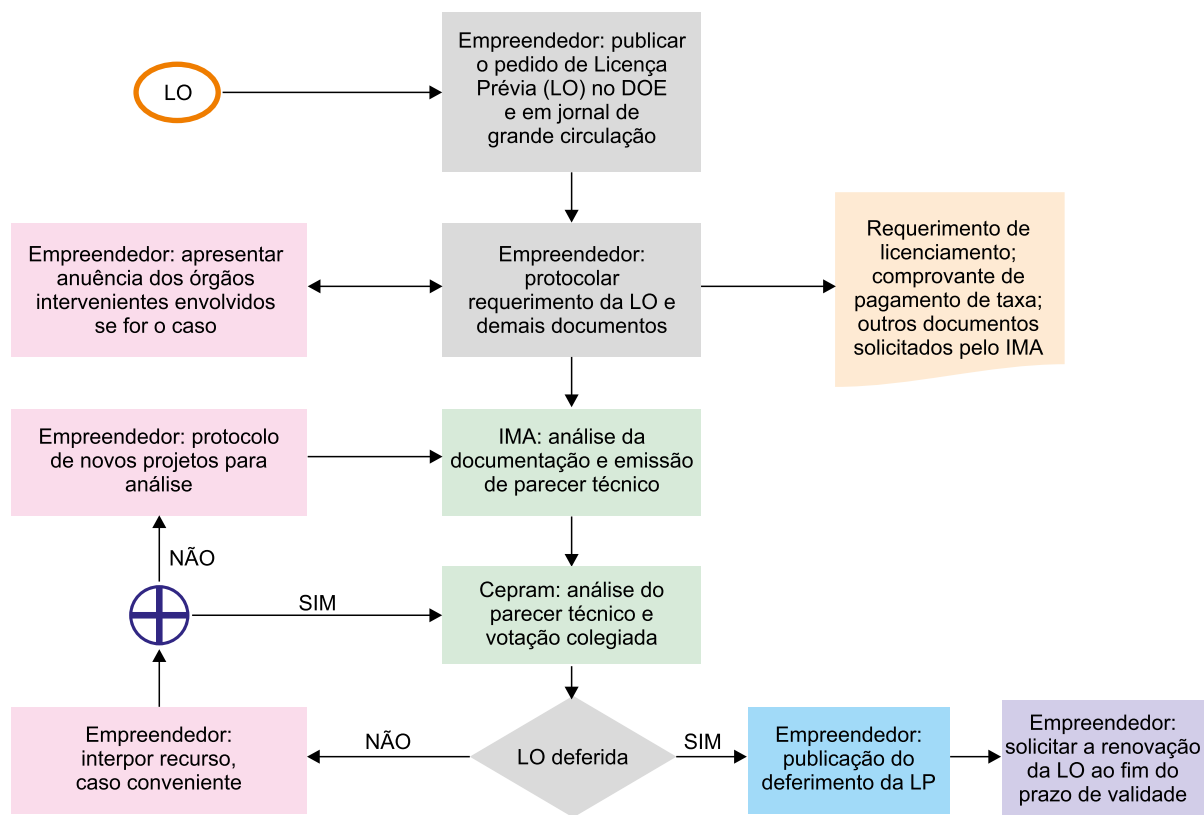 LO
Empreendedor: publicar
o pedido de Licença
Prévia (LO) no DOE
e em jornal de
grande circulação
Empreendedor: apresentar
anuência dos órgãos
intervenientes envolvidos
se for o caso
Empreendedor:
protocolar
requerimento da LO e
demais documentos
Requerimento de
licenciamento;
comprovante de
pagamento de taxa;
outros documentos
solicitados pelo IMA
Empreendedor: protocolo
de novos projetos para
análise
IMA: análise da
documentação e emissão
de parecer técnico
NÃO
SIM
Cepram: análise do
parecer técnico e
votação colegiada
Empreendedor:
interpor recurso,
caso conveniente
NÃO
LO deferida
SIM
Empreendedor:
publicação do
deferimento da LP
Empreendedor:
solicitar a renovação
da LO ao fim do
prazo de validade